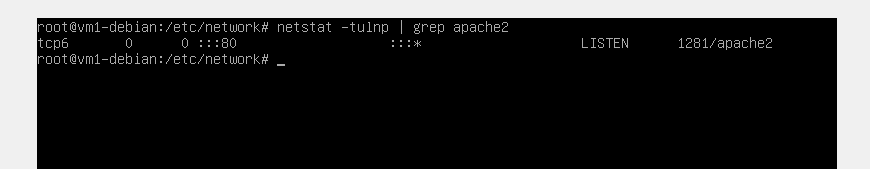 root@vm1-debian:/etc/network# netstat -tulnp | grep apache2
tcp6       0      0 :::80                   :::*                    LISTEN      1281/apache2
root@vm1-debian:/etc/network# _